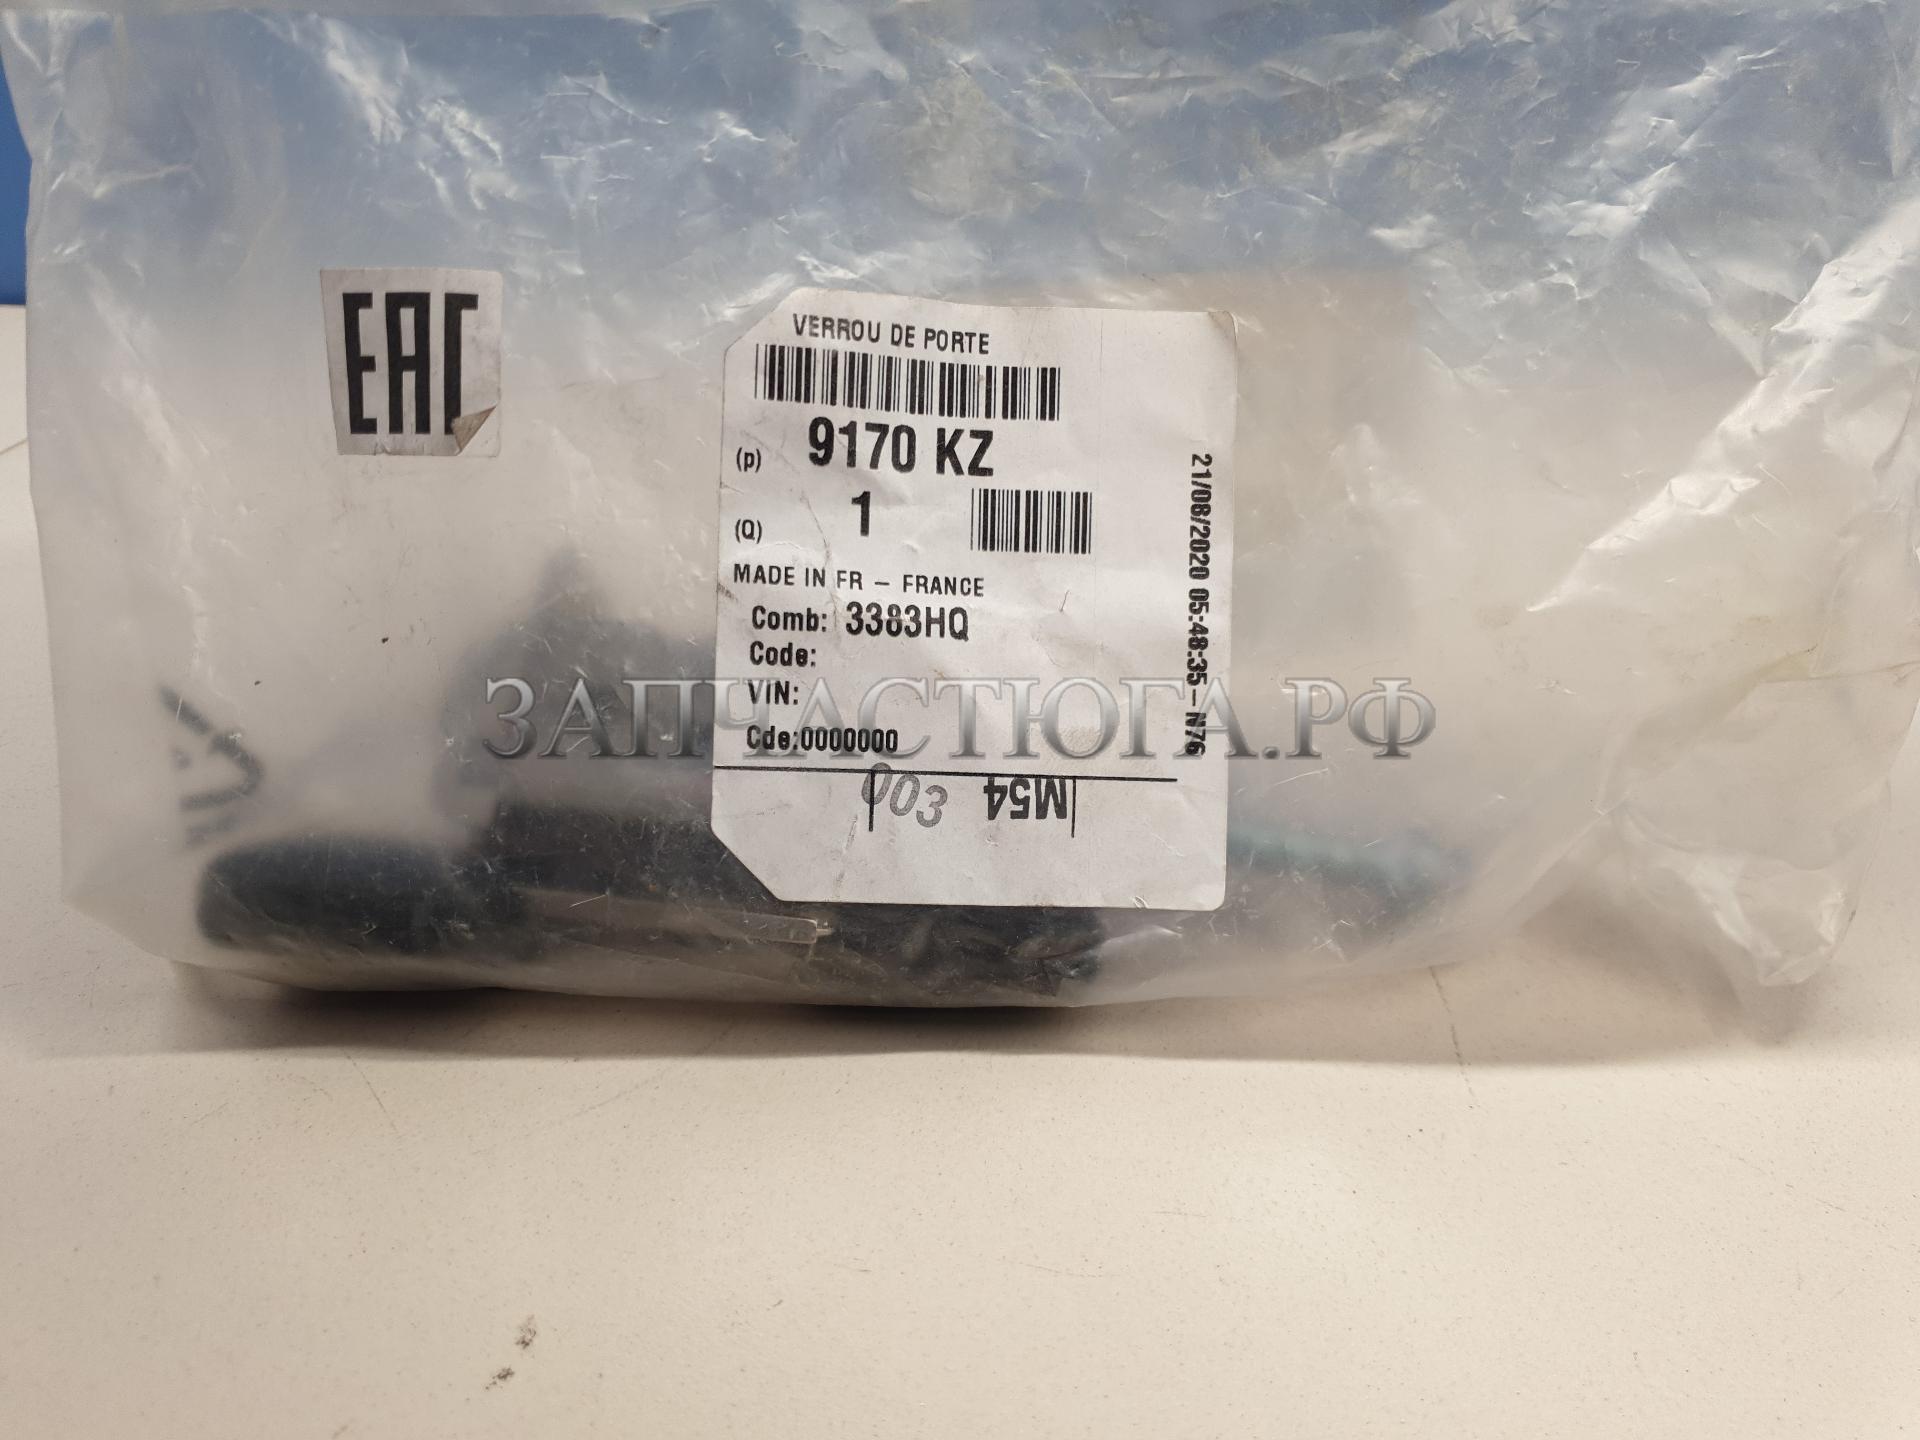 EAC
VERROU DE PORTE
(p) 9170 KZ
(Q) 1
MADE IN FR – FRANCE
Comb: 3383HQ
Code:
VIN:
Cde:0000000
003 M54
21/08/2020 05:48:35–N76
ЗАПЧАСТЮГА.РФ